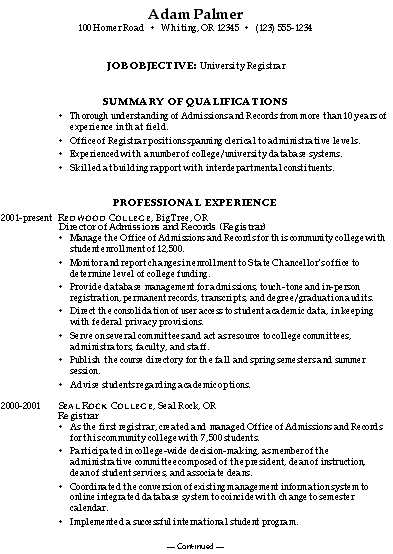 Adam Palmer
100 Homer Road • Whiting, OR 12345 • (123) 555-1234
JOB OBJECTIVE: University Registrar
SUMMARY OF QUALIFICATIONS
• Thorough understanding of Admissions and Records from more than 10 years of
experience in that field.
• Office of Registrar positions spanning clerical to administrative levels.
• Experienced with a number of college/university database systems.
• Skilled at building rapport with interdepartmental constituents.
PROFESSIONAL EXPERIENCE
2001-present REDWOOD COLLEGE, Big Tree, OR
Director of Admissions and Records (Registrar)
• Manage the Office of Admissions and Records for this community college with
student enrollment of 12,500.
• Monitor and report changes in enrollment to State Chancellor's office to
determine level of college funding.
• Provide database management for admissions, touch-tone and in-person
registration, permanent records, transcripts, and degree/graduation audits.
• Direct the consolidation of user access to student academic data, in keeping
with federal privacy provisions.
• Serve on several committees and act as resource to college committees,
administrators, faculty, and staff.
• Publish the course directory for the fall and spring semesters and summer
session.
• Advise students regarding academic options.
2000-2001 SEAL ROCK COLLEGE, Seal Rock, OR
Registrar
• As the first registrar, created and managed Office of Admissions and Records
for this community college with 7,500 students.
• Participated in college-wide decision-making, as member of the
administrative committee composed of the president, dean of instruction,
dean of student services, and associate deans.
• Coordinated the conversion of existing management information system to
online integrated database system to coincide with change to semester
calendar.
• Implemented a successful international student program.
— Continued —